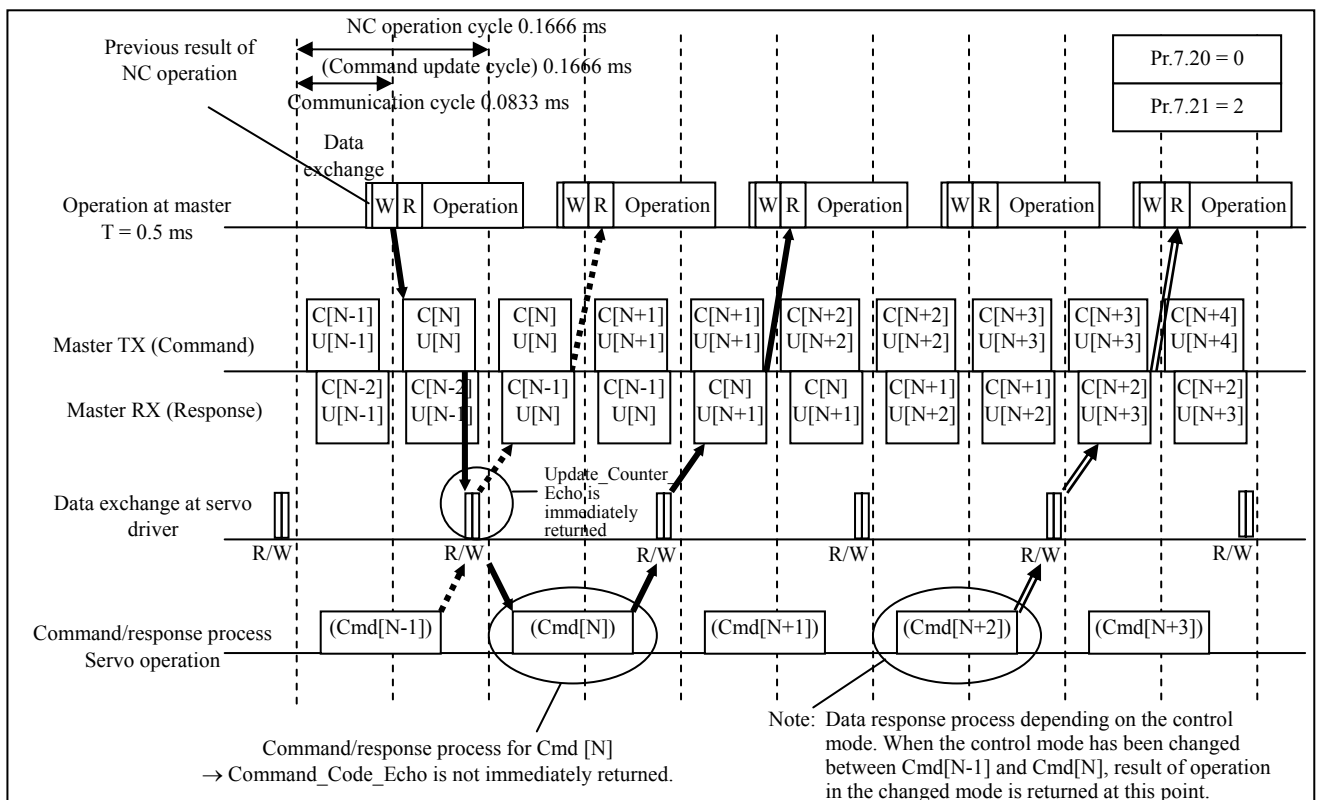 NC operation cycle 0.1666 ms
Previous result of
NC operation
(Command update cycle) 0.1666 ms
Communication cycle 0.0833 ms
Pr.7.20 = 0
Pr.7.21 = 2
Data
exchange
Operation at master
T = 0.5 ms
W R Operation W R Operation W R Operation W R Operation W R Operation
Master TX (Command)
C[N-1] C[N] C[N] C[N+1] C[N+1] C[N+2] C[N+2] C[N+3] C[N+3] C[N+4]
U[N-1] U[N] U[N] U[N+1] U[N+1] U[N+2] U[N+2] U[N+3] U[N+3] U[N+4]
Master RX (Response)
C[N-2] C[N-2] C[N-1] C[N-1] C[N] C[N] C[N+1] C[N+1] C[N+2] C[N+2]
U[N-1] U[N-1] U[N] U[N] U[N+1] U[N+1] U[N+2] U[N+2] U[N+3] U[N+3]
Update_Counter_
Echo is
immediately
returned
Data exchange at servo
driver
R/W R/W R/W R/W R/W R/W
Command/response process
Servo operation
(Cmd[N-1]) (Cmd[N]) (Cmd[N+1]) (Cmd[N+2]) (Cmd[N+3])
Command/response process for Cmd [N]
→ Command_Code_Echo is not immediately returned.
Note: Data response process depending on the control
mode. When the control mode has been changed
between Cmd[N-1] and Cmd[N], result of operation
in the changed mode is returned at this point.